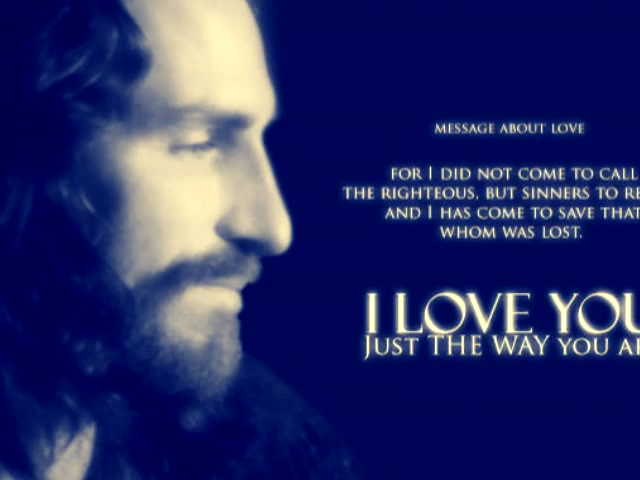 MESSAGE ABOUT LOVE
FOR I DID NOT COME TO CALL
THE RIGHTEOUS, BUT SINNERS TO
AND I HAS COME TO SAVE THAT
WHOM WAS LOST.
I LOVE YOU
JUST THE WAY YOU